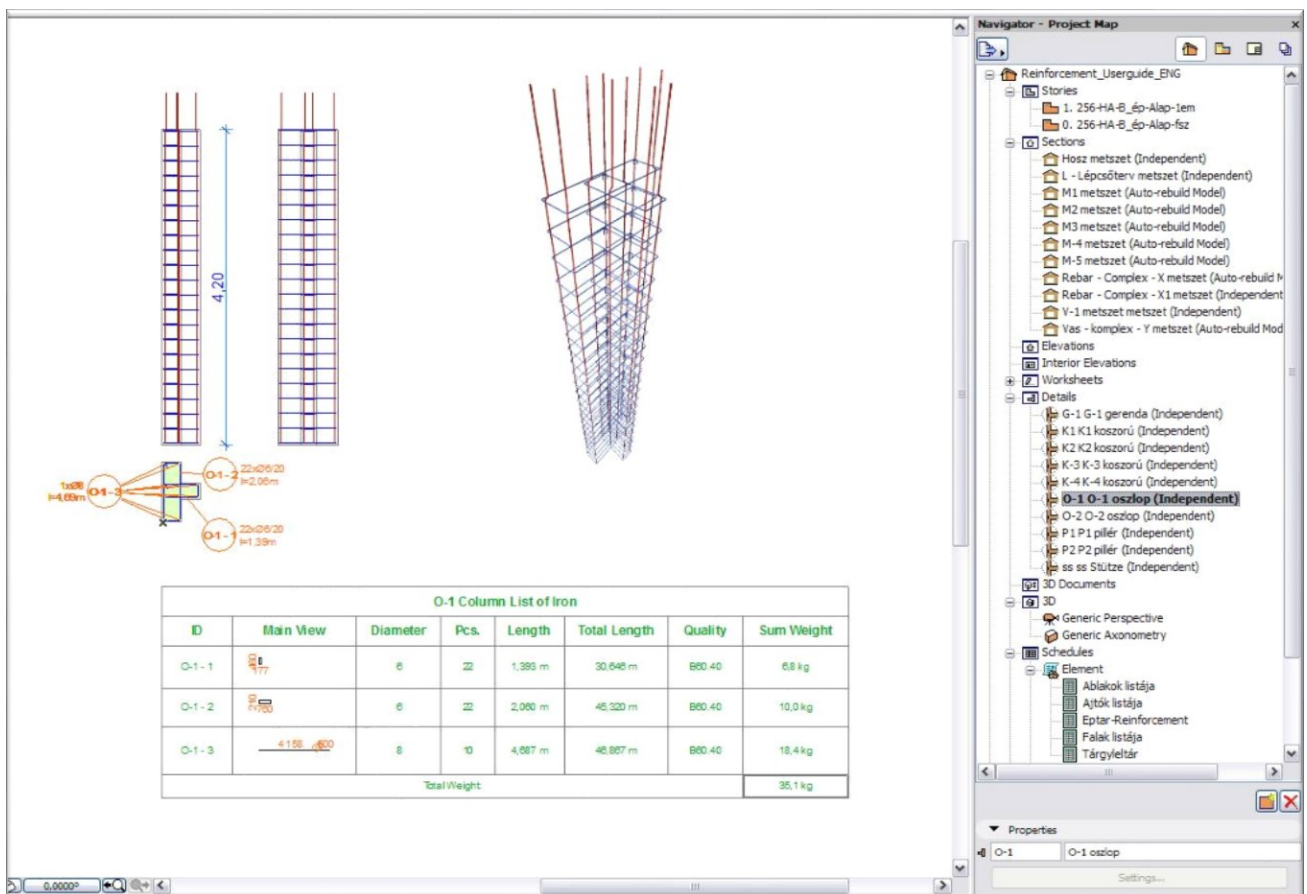 4,20
O-1 - 2
22xØ6/20
l=2,06m
O-1 - 3
l=4,69m
O-1 - 1
22xØ6/20
l=1,39m
O-1 Column List of Iron
ID Main View Diameter Pcs. Length Total Length Quality Sum Weight
O-1 - 1 177 6 22 1,393 m 30,646 m B60.40 6,8 kg
O-1 - 2 760 6 22 2,060 m 45,320 m B60.40 10,0 kg
O-1 - 3 4 158 600 8 10 4,687 m 46,867 m B60.40 18,4 kg
Total Weight 35,1 kg
0,0000°
Navigator - Project Map
Reinforcement_Userguide_ENG
Stories
1. 256-HA-B_ép-Alap-1em
0. 256-HA-B_ép-Alap-fsz
Sections
Hosz metszet (Independent)
L - Lépcsőterv metszet (Independent)
M1 metszet (Auto-rebuild Model)
M2 metszet (Auto-rebuild Model)
M3 metszet (Auto-rebuild Model)
M-4 metszet (Auto-rebuild Model)
M-5 metszet (Auto-rebuild Model)
Rebar - Complex - X metszet (Auto-rebuild M
Rebar - Complex - X1 metszet (Independent
V-1 metszet metszet (Independent)
Vas - komplex - Y metszet (Auto-rebuild Mod
Elevations
Interior Elevations
Worksheets
Details
G-1 G-1 gerenda (Independent)
K1 K1 koszorú (Independent)
K2 K2 koszorú (Independent)
K-3 K-3 koszorú (Independent)
K-4 K-4 koszorú (Independent)
O-1 O-1 oszlop (Independent)
O-2 O-2 oszlop (Independent)
P1 P1 pillér (Independent)
P2 P2 pillér (Independent)
ss ss Stütze (Independent)
3D Documents
3D
Generic Perspective
Generic Axonometry
Schedules
Element
Ablakok listája
Ajtók listája
Eptar-Reinforcement
Falak listája
Tárgyleltár
Properties
O-1 O-1 oszlop
Settings...